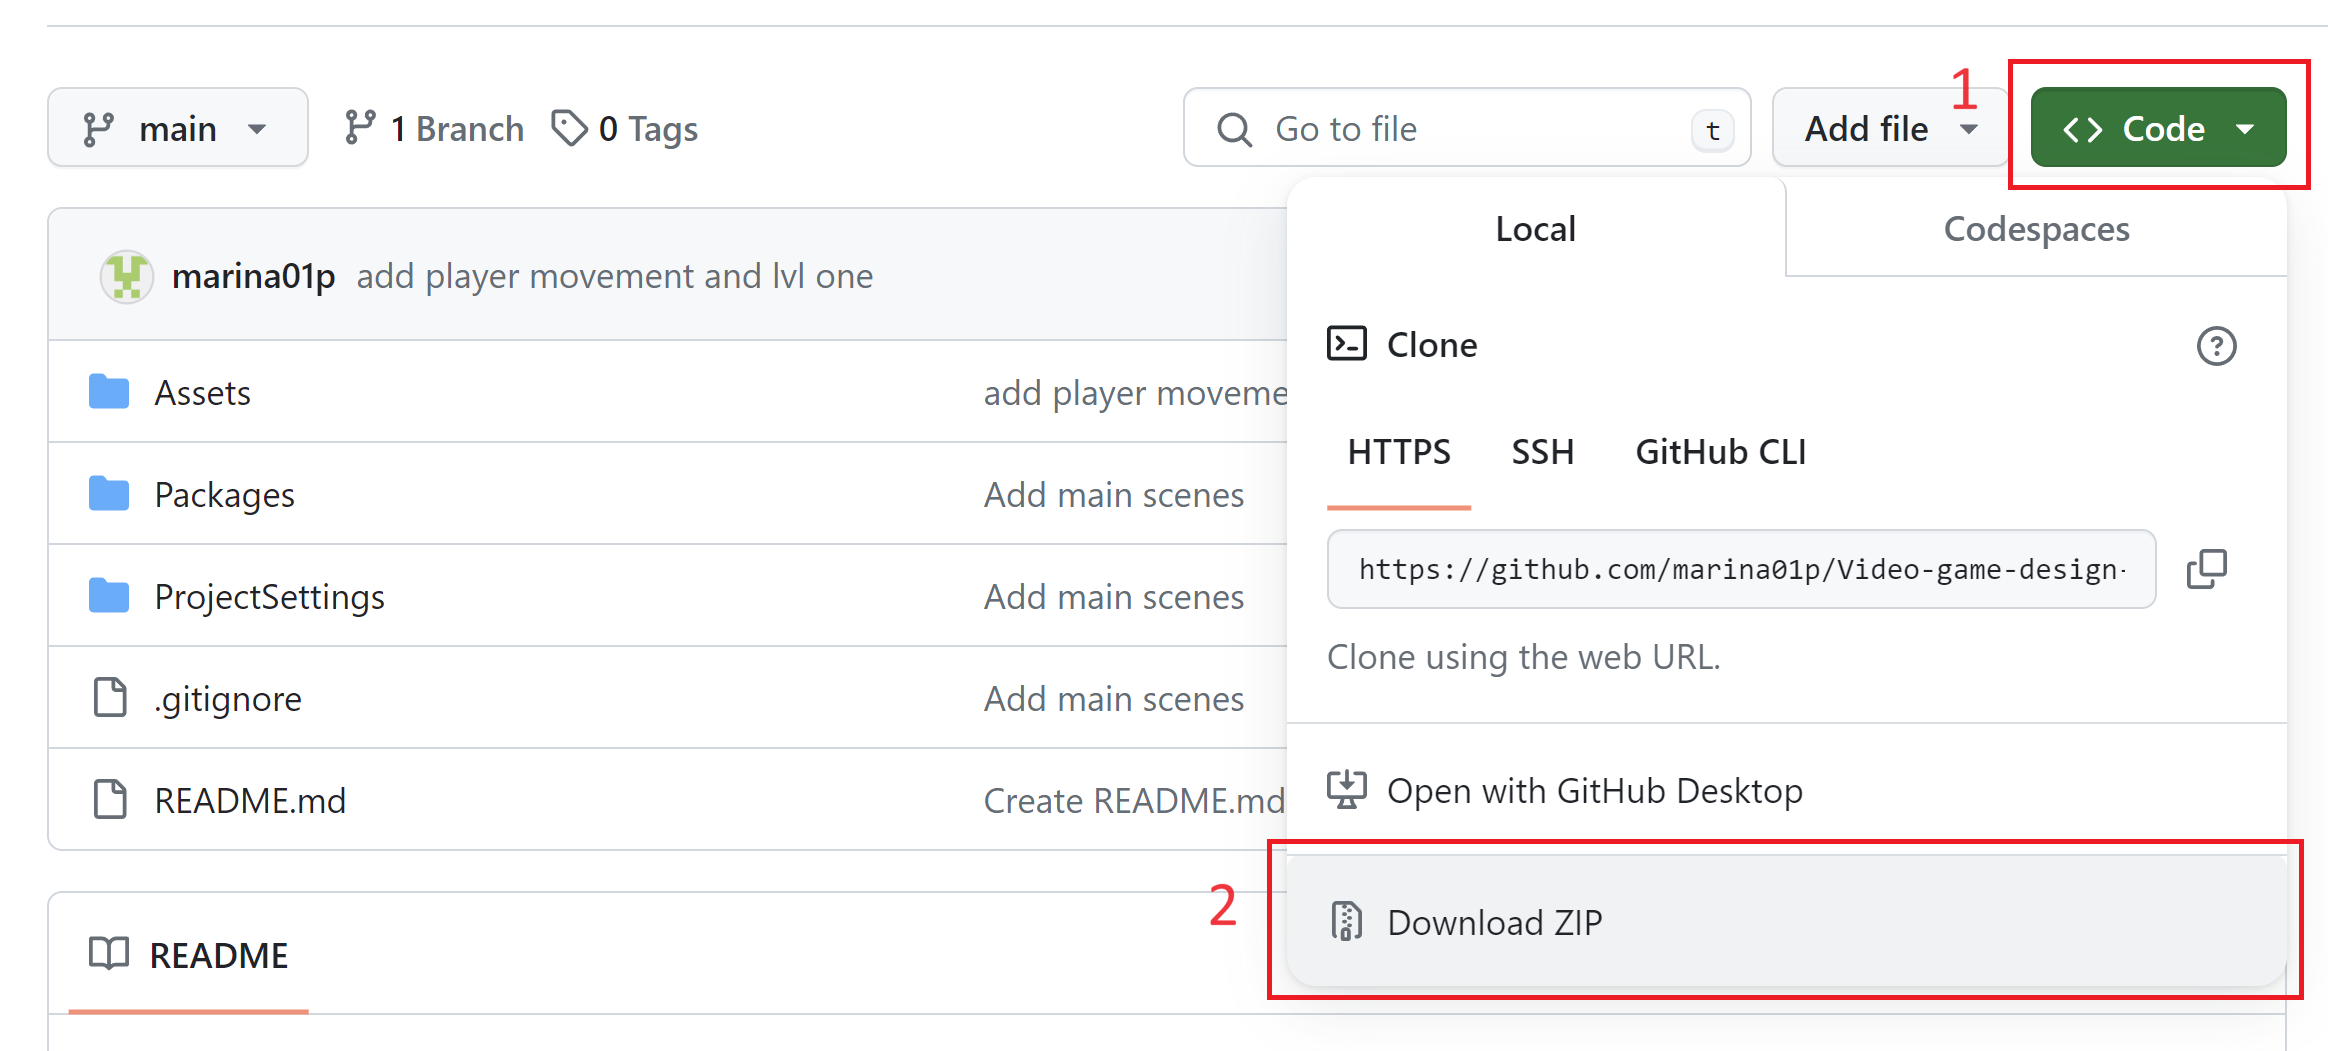 main
1 Branch
0 Tags
Go to file
t
Add file
1
Code
marina01p add player movement and lvl one
Local
Codespaces
Clone
Assets
add player moveme
HTTPS
SSH
GitHub CLI
Packages
Add main scenes
https://github.com/marina01p/Video-game-design-
ProjectSettings
Add main scenes
Clone using the web URL.
.gitignore
Add main scenes
Open with GitHub Desktop
README.md
Create README.md
2
Download ZIP
README